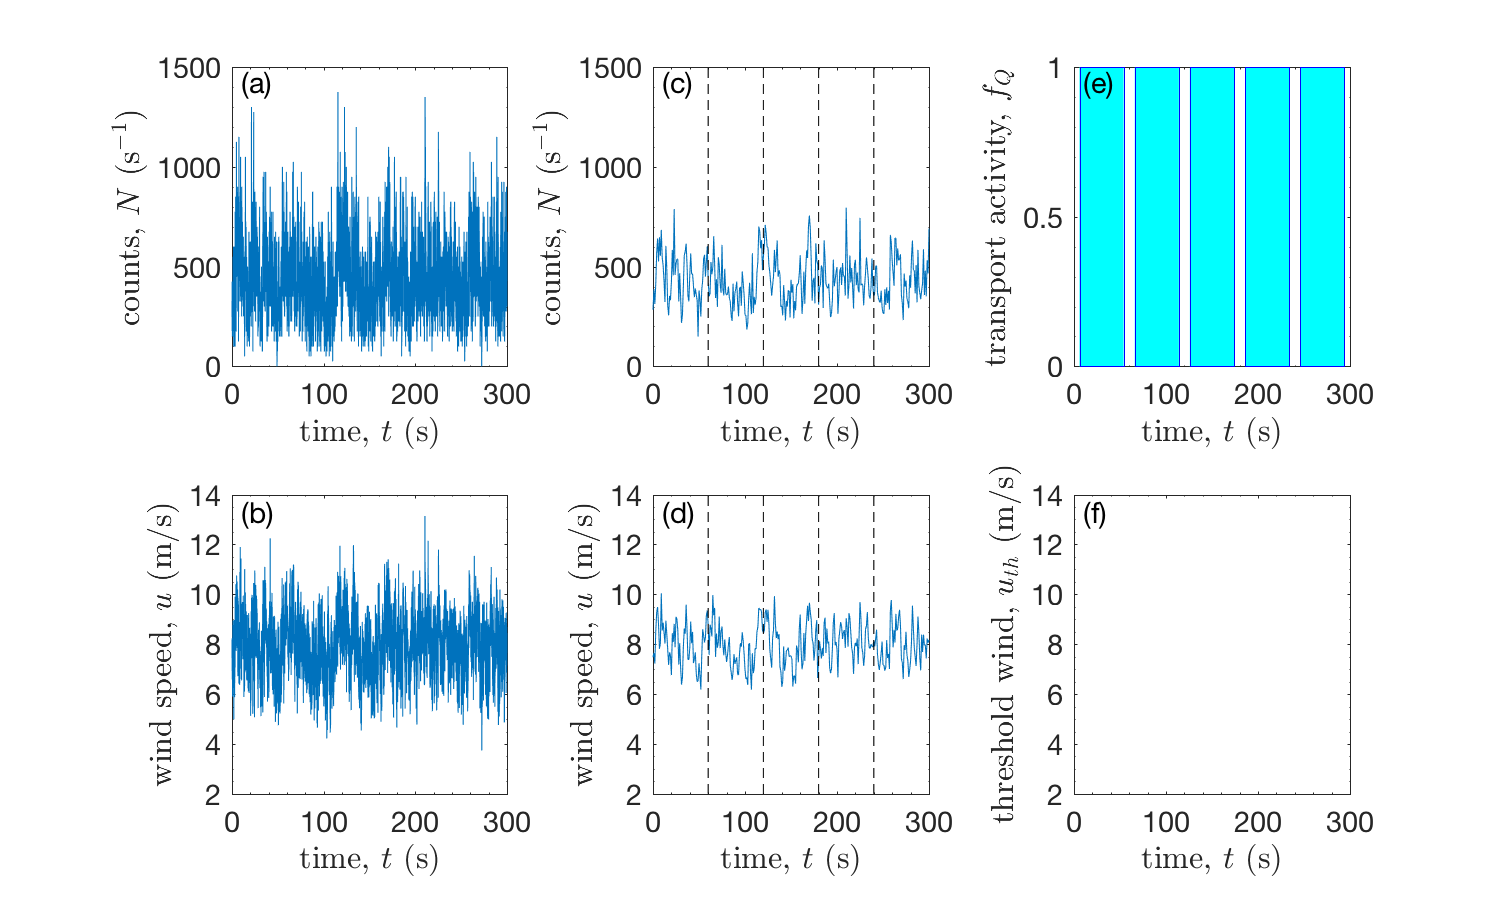 (a)
1500
1000
500
0
counts, N (s⁻¹)
0 100 200 300
time, t (s)
(c)
1500
1000
500
0
counts, N (s⁻¹)
0 100 200 300
time, t (s)
(e)
1
0.5
0
transport activity, f_Q
0 100 200 300
time, t (s)
(b)
14
12
10
8
6
4
2
wind speed, u (m/s)
0 100 200 300
time, t (s)
(d)
14
12
10
8
6
4
2
wind speed, u (m/s)
0 100 200 300
time, t (s)
(f)
14
12
10
8
6
4
2
threshold wind, u_th (m/s)
0 100 200 300
time, t (s)